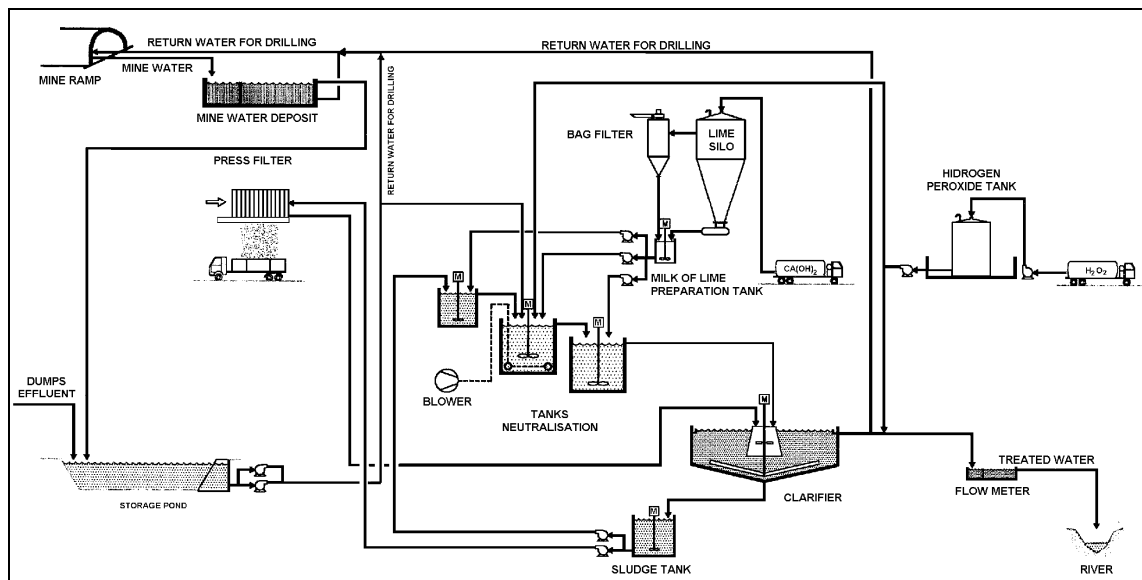 RETURN WATER FOR DRILLING
RETURN WATER FOR DRILLING
MINE RAMP
MINE WATER
MINE WATER DEPOSIT
RETURN WATER FOR DRILLING
PRESS FILTER
BAG FILTER
LIME
SILO
HIDROGEN
PEROXIDE TANK
M
CA(OH)2
H2O2
MILK OF LIME
PREPARATION TANK
M
M
M
BLOWER
TANKS
NEUTRALISATION
DUMPS
EFFLUENT
M
STORAGE POND
CLARIFIER
TREATED WATER
FLOW METER
M
SLUDGE TANK
RIVER